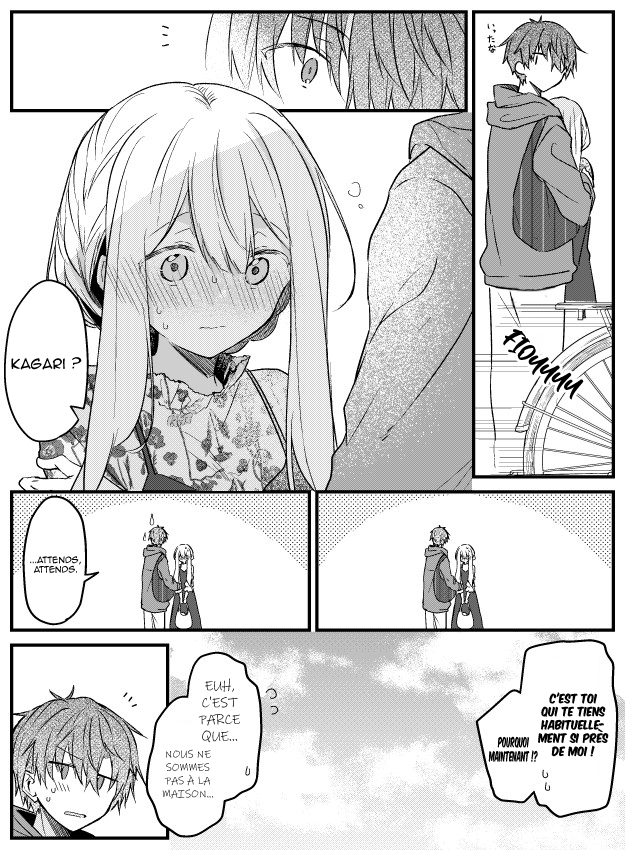 いったな
FIOUUUU
KAGARI ?
...ATTENDS,
ATTENDS.
C'EST TOI
QUI TE TIENS
HABITUELLE-
MENT SI PRÈS
DE MOI !
POURQUOI
MAINTENANT !?
EUH,
C'EST
PARCE
QUE...
NOUS NE
SOMMES
PAS À LA
MAISON...